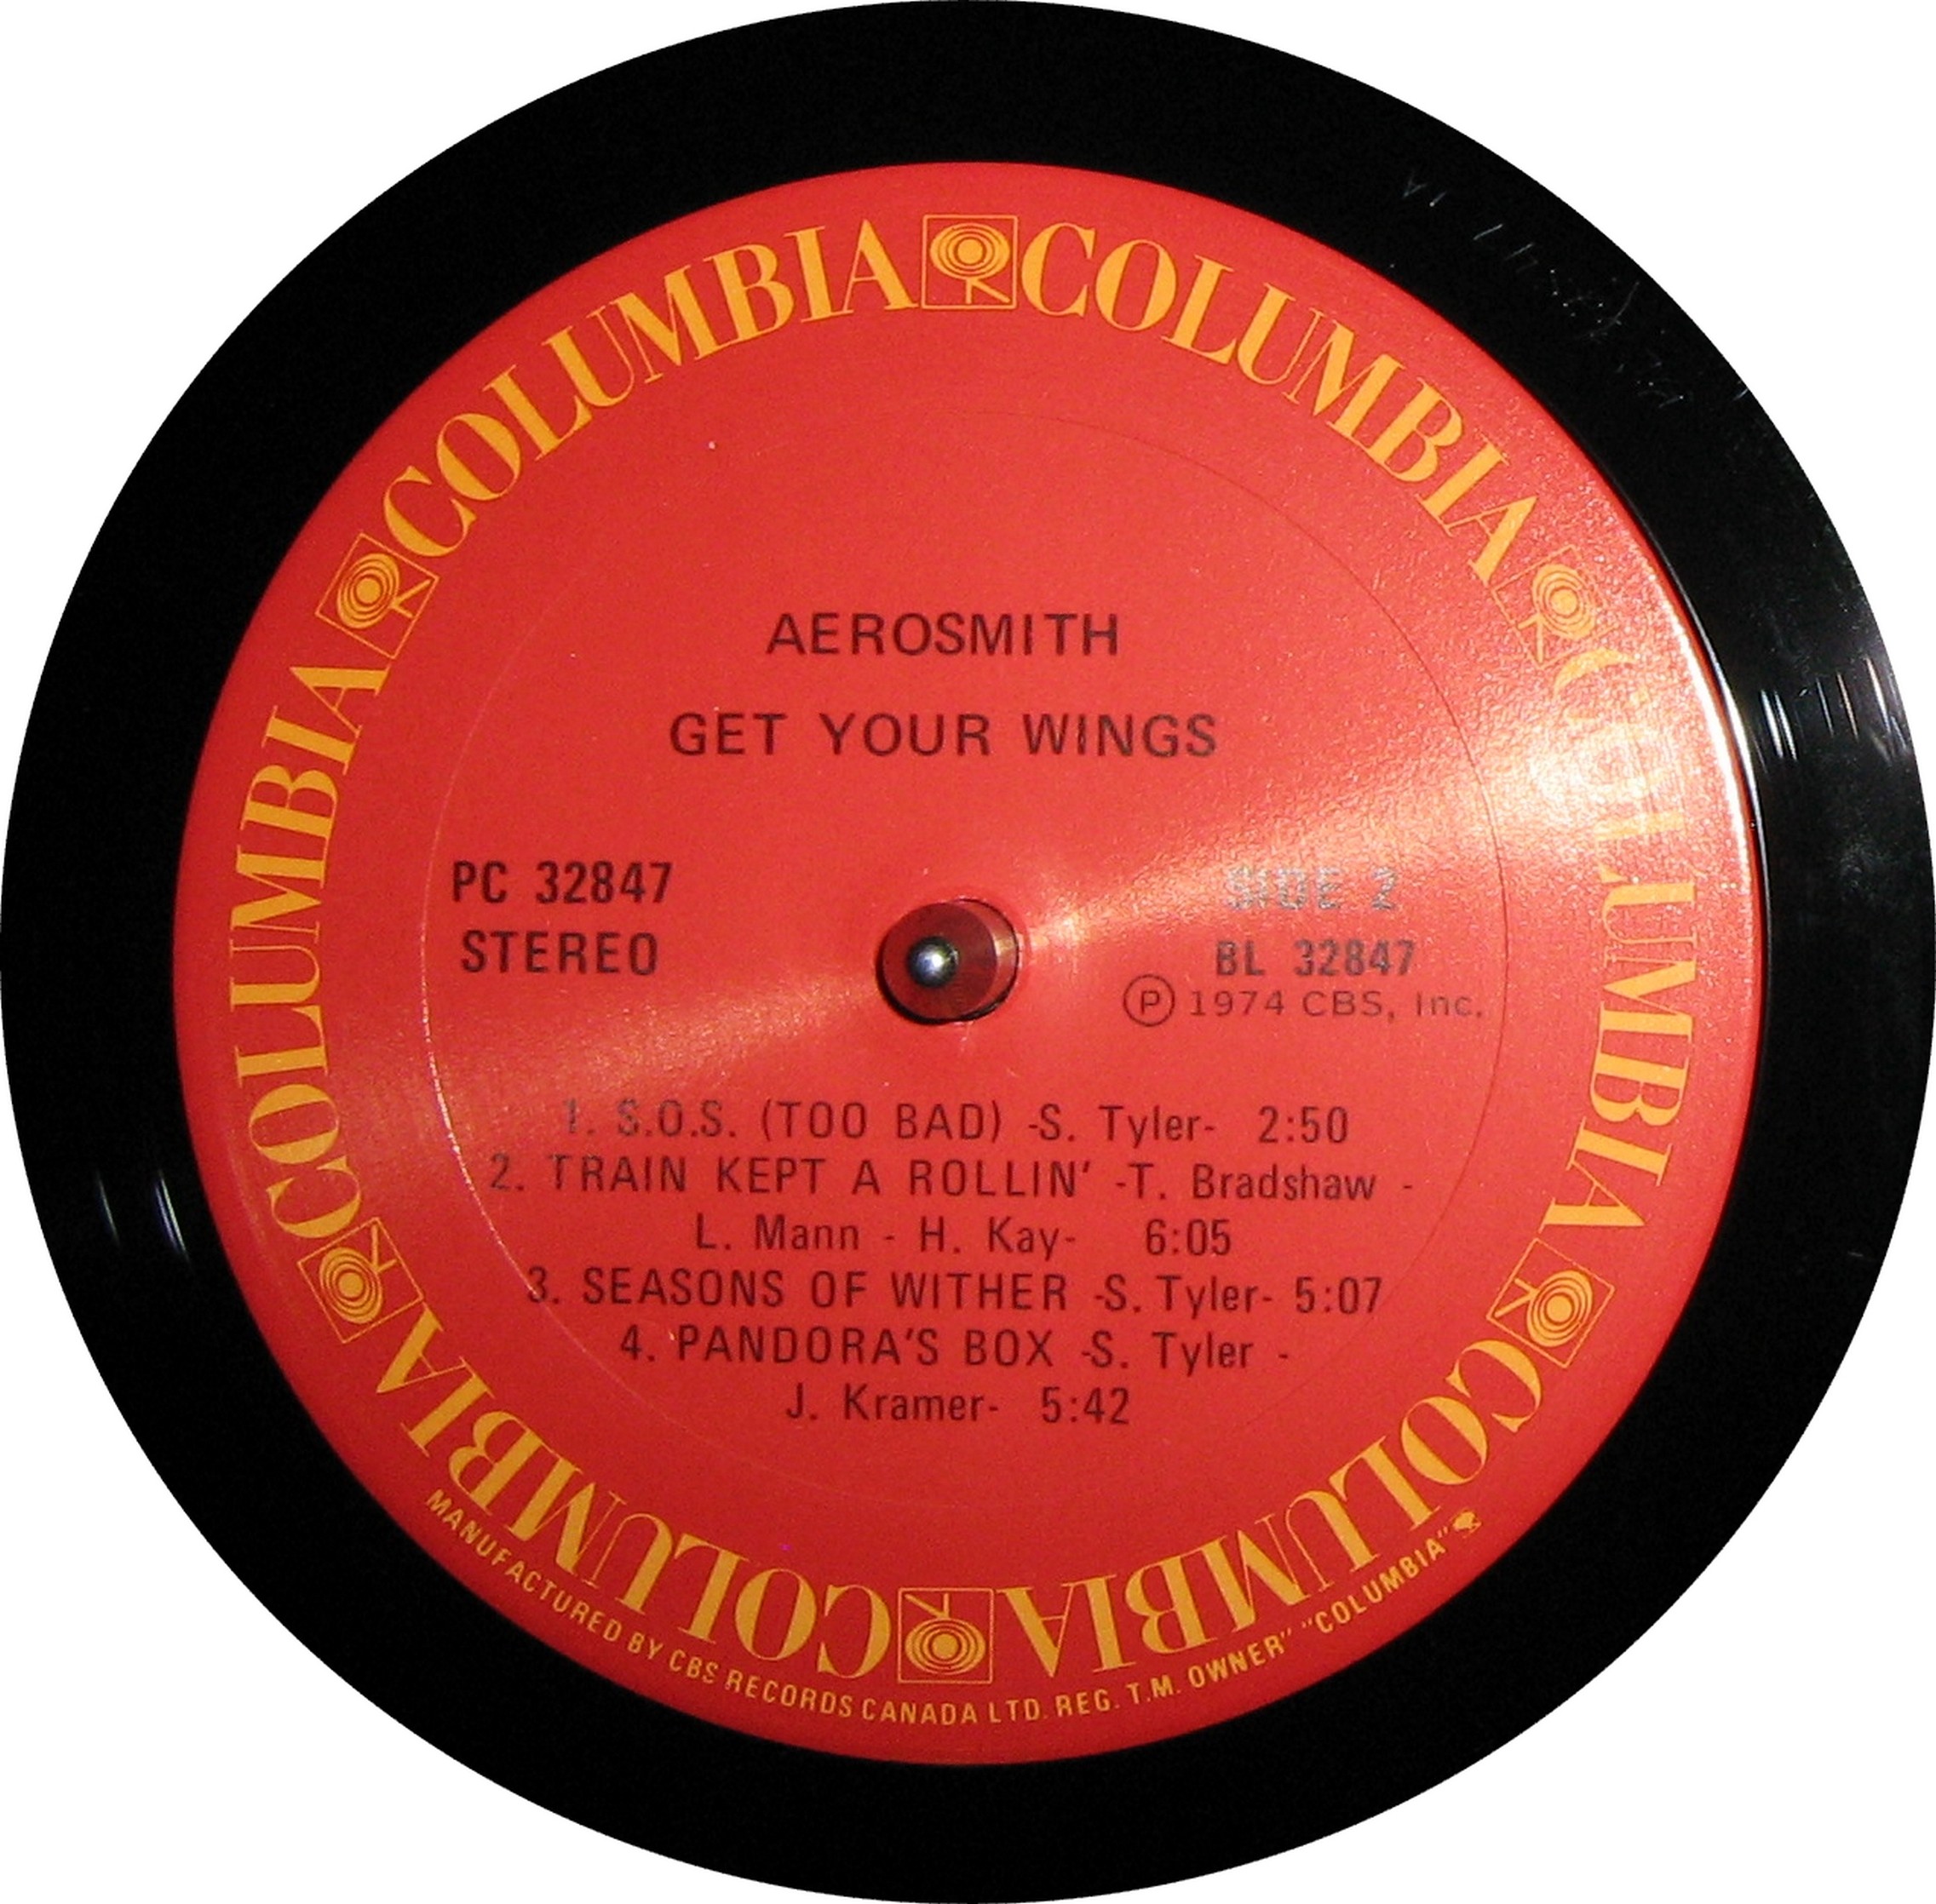 COLUMBIA COLUMBIA COLUMBIA COLUMBIA COLUMBIA COLUMBIA
AEROSMITH
GET YOUR WINGS
PC 32847
STEREO
SIDE 2
BL 32847
Ⓟ 1974 CBS, Inc.
1. S.O.S. (TOO BAD) -S. Tyler- 2:50
2. TRAIN KEPT A ROLLIN' -T. Bradshaw -
L. Mann - H. Kay- 6:05
3. SEASONS OF WITHER -S. Tyler- 5:07
4. PANDORA'S BOX -S. Tyler -
J. Kramer- 5:42
MANUFACTURED BY CBS RECORDS CANADA LTD. REG. T.M. OWNER" "COLUMBIA"